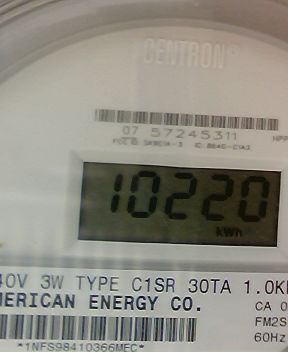 CENTRON®
07 57245311
10220
kWh
40V 3W TYPE C1SR 30TA 1.0K
MERICAN ENERGY CO.
CA 0
FM2S
60Hz
*1NFS98410366MFC*